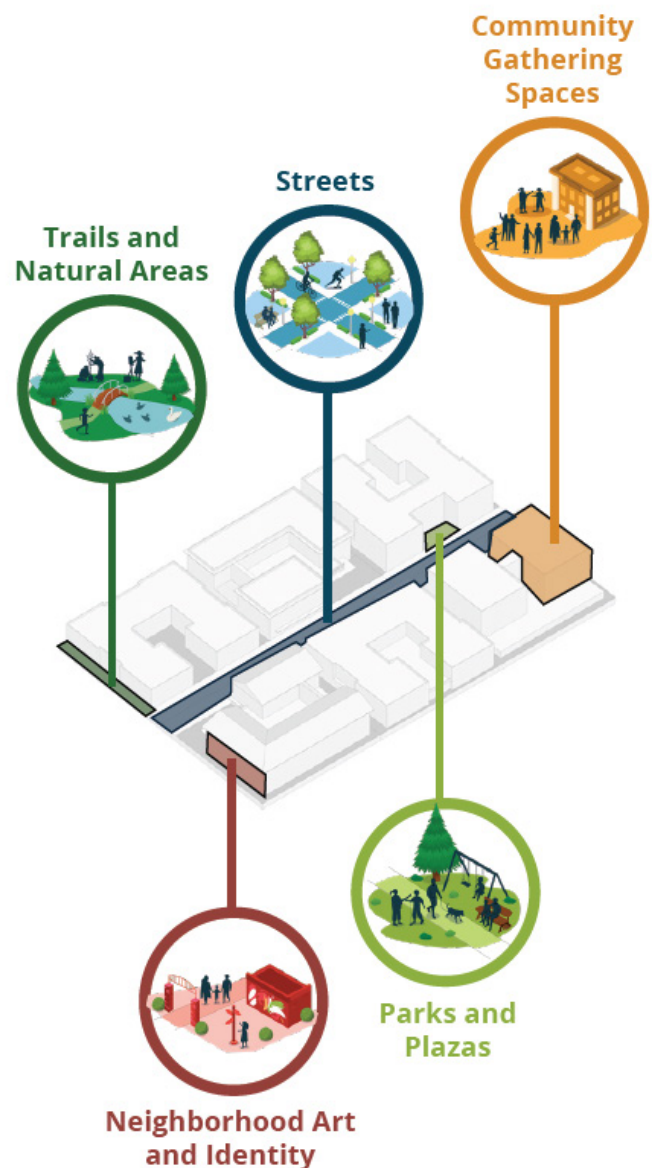 Community
Gathering
Spaces
Streets
Trails and
Natural Areas
Parks and
Plazas
Neighborhood Art
and Identity